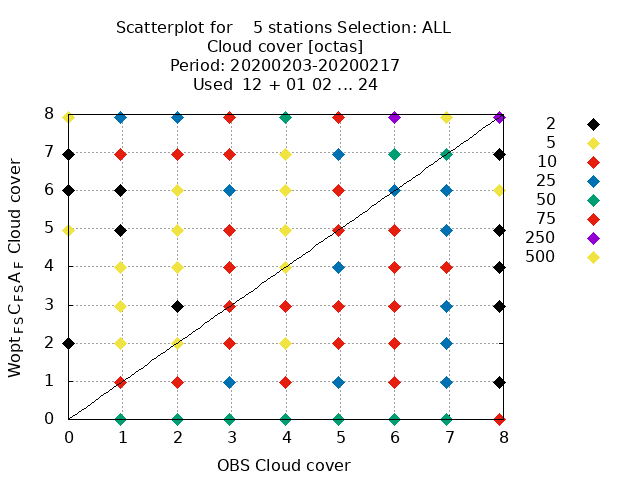 Scatterplot for    5 stations Selection: ALL
Cloud cover [octas]
Period: 20200203-20200217
Used  12 + 01 02 ... 24
8
7
6
5
4
3
2
1
0
Wopt FS C FS A F Cloud cover
0 1 2 3 4 5 6 7 8
OBS Cloud cover
2
5
10
25
50
75
250
500